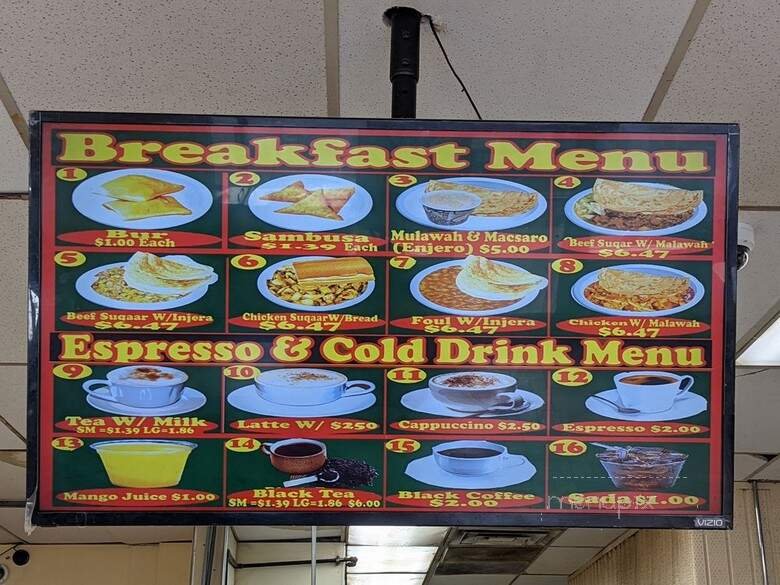 Breakfast Menu
1
Bur
$1.00 Each
2
Sambusa
$1.39 Each
3
Mulawah & Macsaro
(Enjero) $5.00
4
Beef Suqar W/ Malawah
$6.47
5
Beef Suqaar W/Injera
$6.47
6
Chicken SuqaarW/Bread
$6.47
7
Foul W/Injera
$6.47
8
Chicken W/ Malawah
$6.47
Espresso & Cold Drink Menu
9
Tea W/ Milk
SM =$1.39 LG=1.86
10
Latte W/ $250
11
Cappuccino $2.50
12
Espresso $2.00
13
Mango Juice $1.00
14
Black Tea
SM =$1.39 LG=1.86 $6.00
15
Black Coffee
$2.00
16
Sada $1.00
menupix
VIZIO